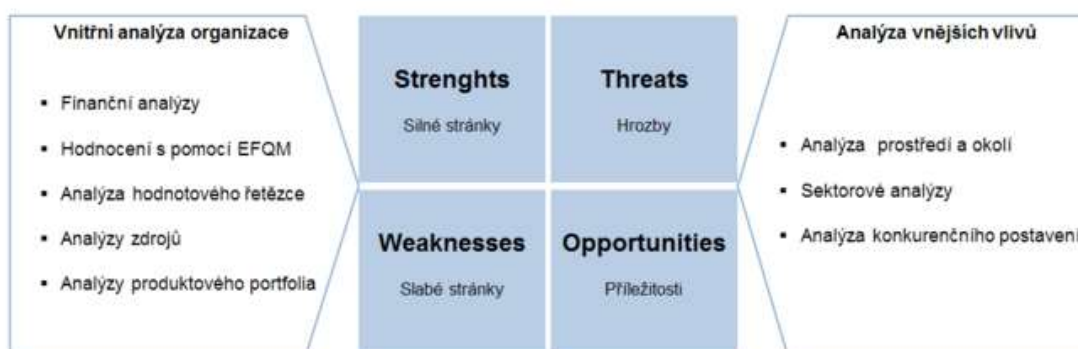 Vnitřní analýza organizace
Finanční analýzy
Hodnocení s pomocí EFQM
Analýza hodnotového řetězce
Analýzy zdrojů
Analýzy produktového portfolia
Strenghts
Silné stránky
Threats
Hrozby
Weaknesses
Slabé stránky
Opportunities
Příležitosti
Analýza vnějších vlivů
Analýza prostředí a okolí
Sektorové analýzy
Analýza konkurenčního postavení